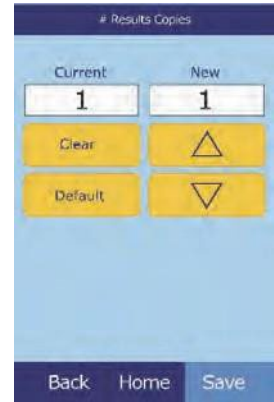 # Results Copies
Current New
1 1
Clear
Default
Back Home Save